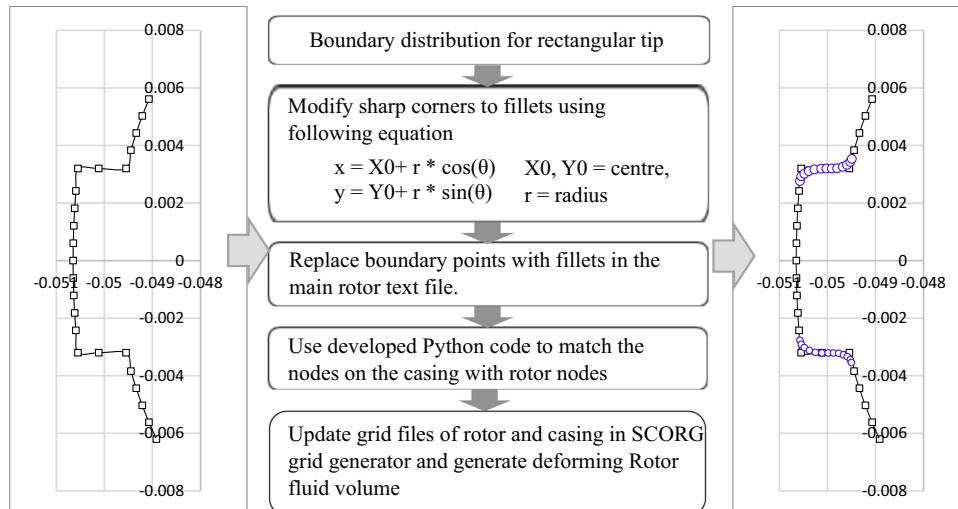 0.008
0.006
0.004
0.002
0
-0.051 -0.05 -0.049 -0.048
-0.002
-0.004
-0.006
-0.008
Boundary distribution for rectangular tip
Modify sharp corners to fillets using
following equation
x = X0+ r * cos(θ) X0, Y0 = centre,
y = Y0+ r * sin(θ) r = radius
Replace boundary points with fillets in the
main rotor text file.
Use developed Python code to match the
nodes on the casing with rotor nodes
Update grid files of rotor and casing in SCORG
grid generator and generate deforming Rotor
fluid volume
0.008
0.006
0.004
0.002
0
-0.051 -0.05 -0.049 -0.048
-0.002
-0.004
-0.006
-0.008